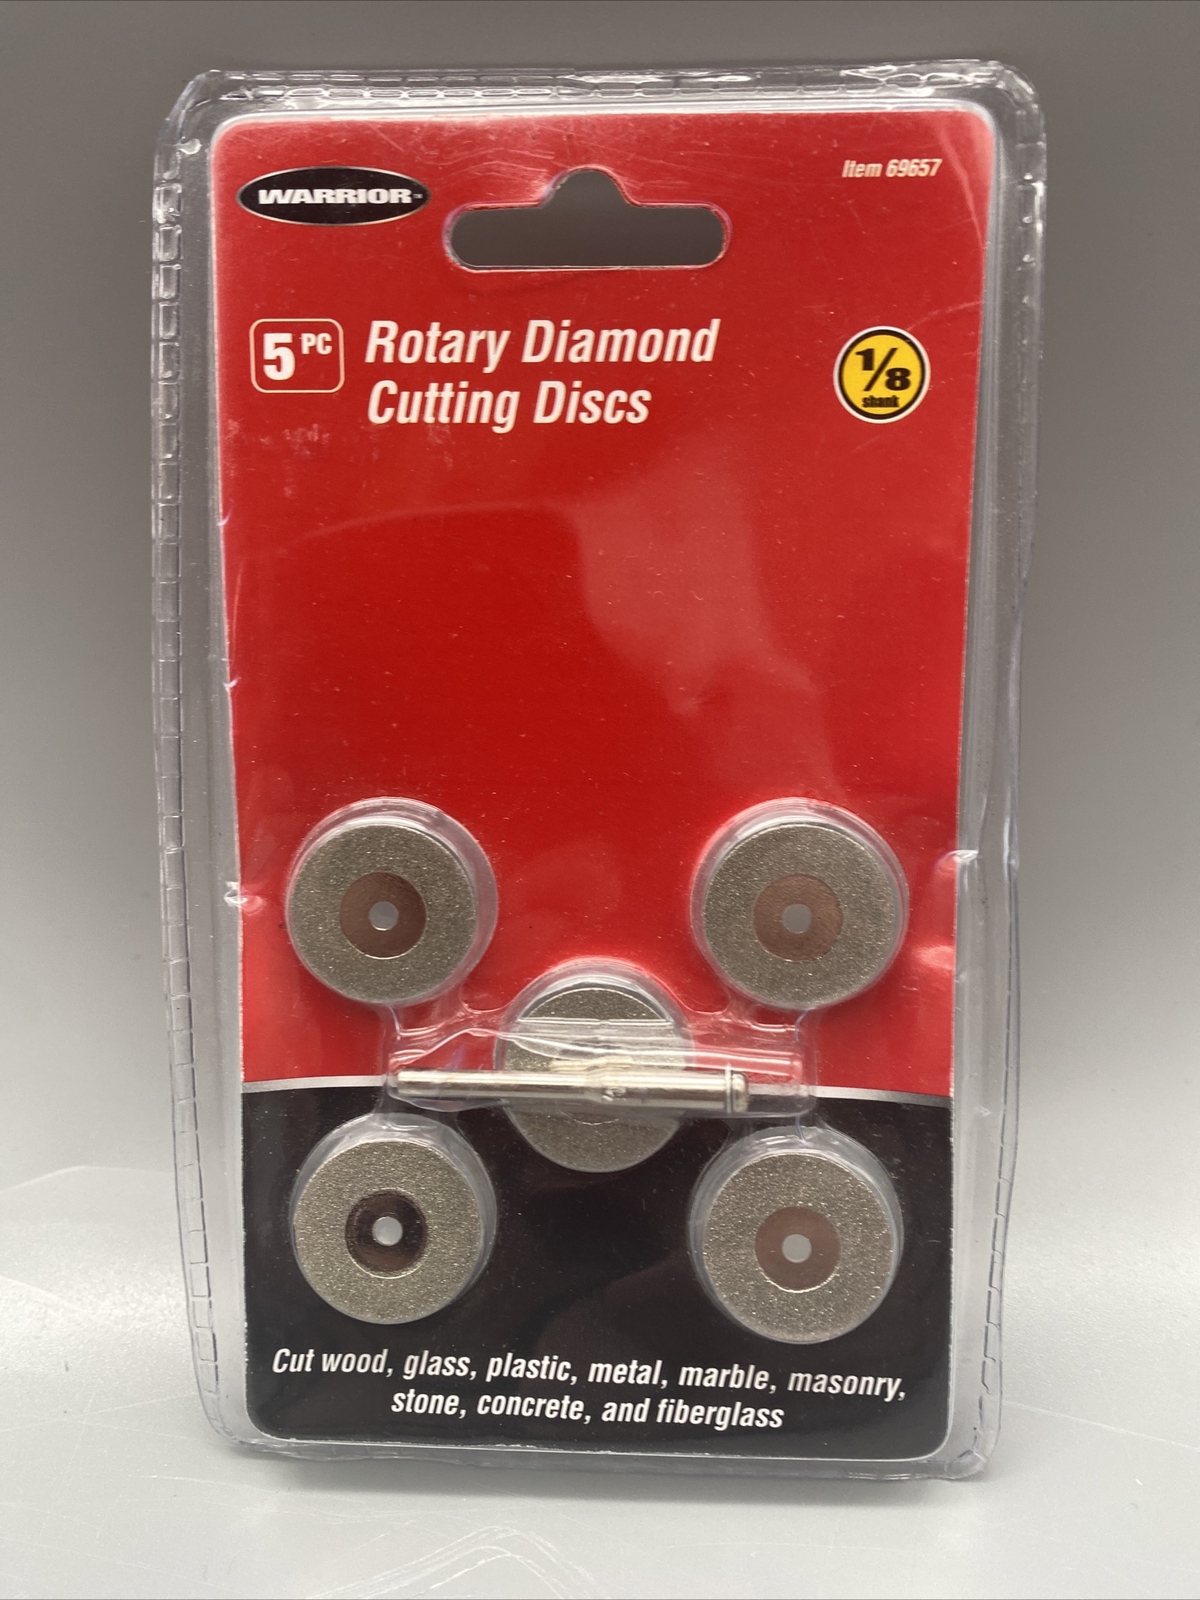 WARRIOR™
Item 69657
5 PC
Rotary Diamond
Cutting Discs
1/8
shank
Cut wood, glass, plastic, metal, marble, masonry,
stone, concrete, and fiberglass